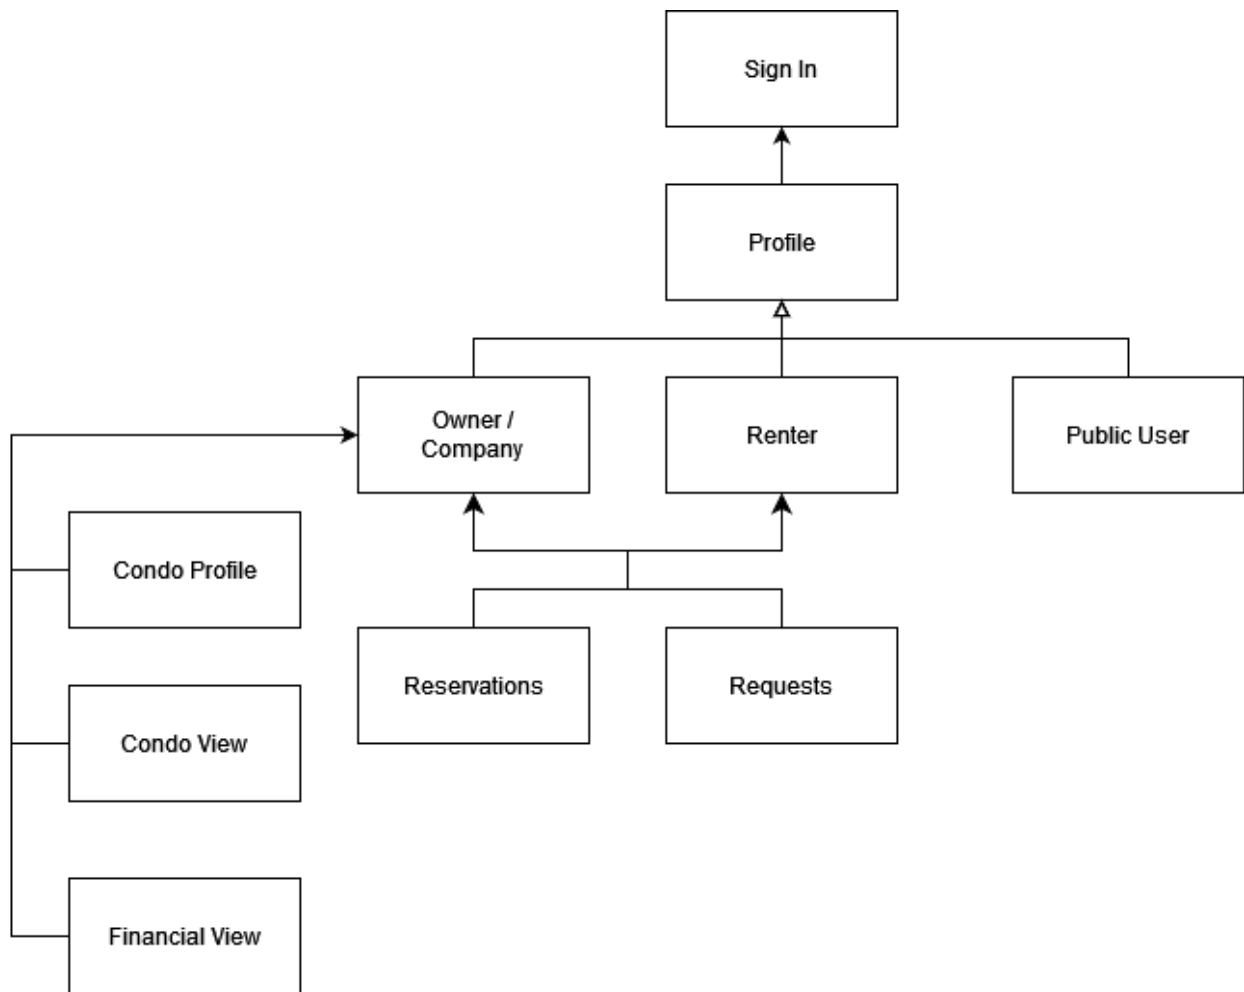 Sign In
Profile
Owner /
Company
Renter
Public User
Condo Profile
Reservations
Requests
Condo View
Financial View